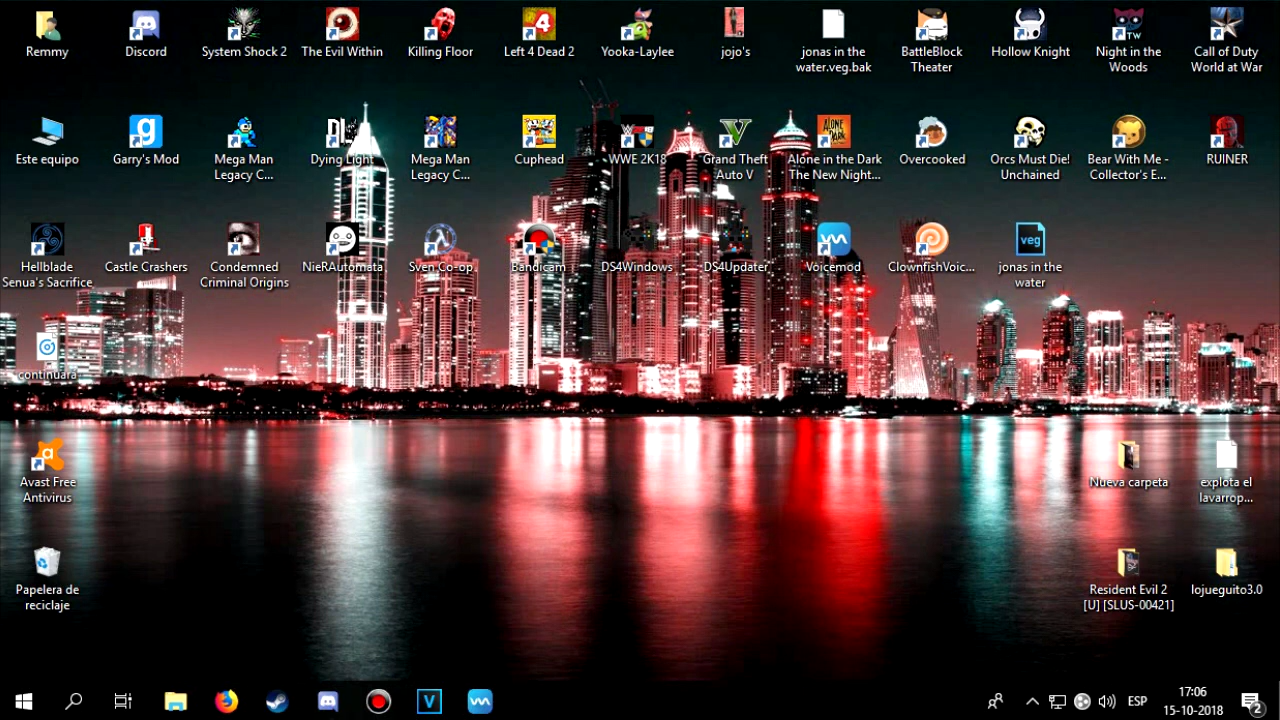 Remmy
Discord
System Shock 2
The Evil Within
Killing Floor
Left 4 Dead 2
Yooka-Laylee
jojo's
jonas in the
water.veg.bak
BattleBlock
Theater
Hollow Knight
Night in the
Woods
Call of Duty
World at War
Este equipo
Garry's Mod
Mega Man
Legacy C...
Dying Light
Mega Man
Legacy C...
Cuphead
WWE 2K18
Grand Theft
Auto V
Alone in the Dark
The New Night...
Overcooked
Orcs Must Die!
Unchained
Bear With Me -
Collector's E...
RUINER
Hellblade
Senua's Sacrifice
Castle Crashers
Condemned
Criminal Origins
NieRAutomata
Sven Co-op
Bandicam
DS4Windows
DS4Updater
Voicemod
ClownfishVoic...
veg
jonas in the
water
continuara
Avast Free
Antivirus
Nueva carpeta
explota el
lavarrop...
Papelera de
reciclaje
Resident Evil 2
[U] [SLUS-00421]
lojueguito3.0
ESP
17:06
15-10-2018
2